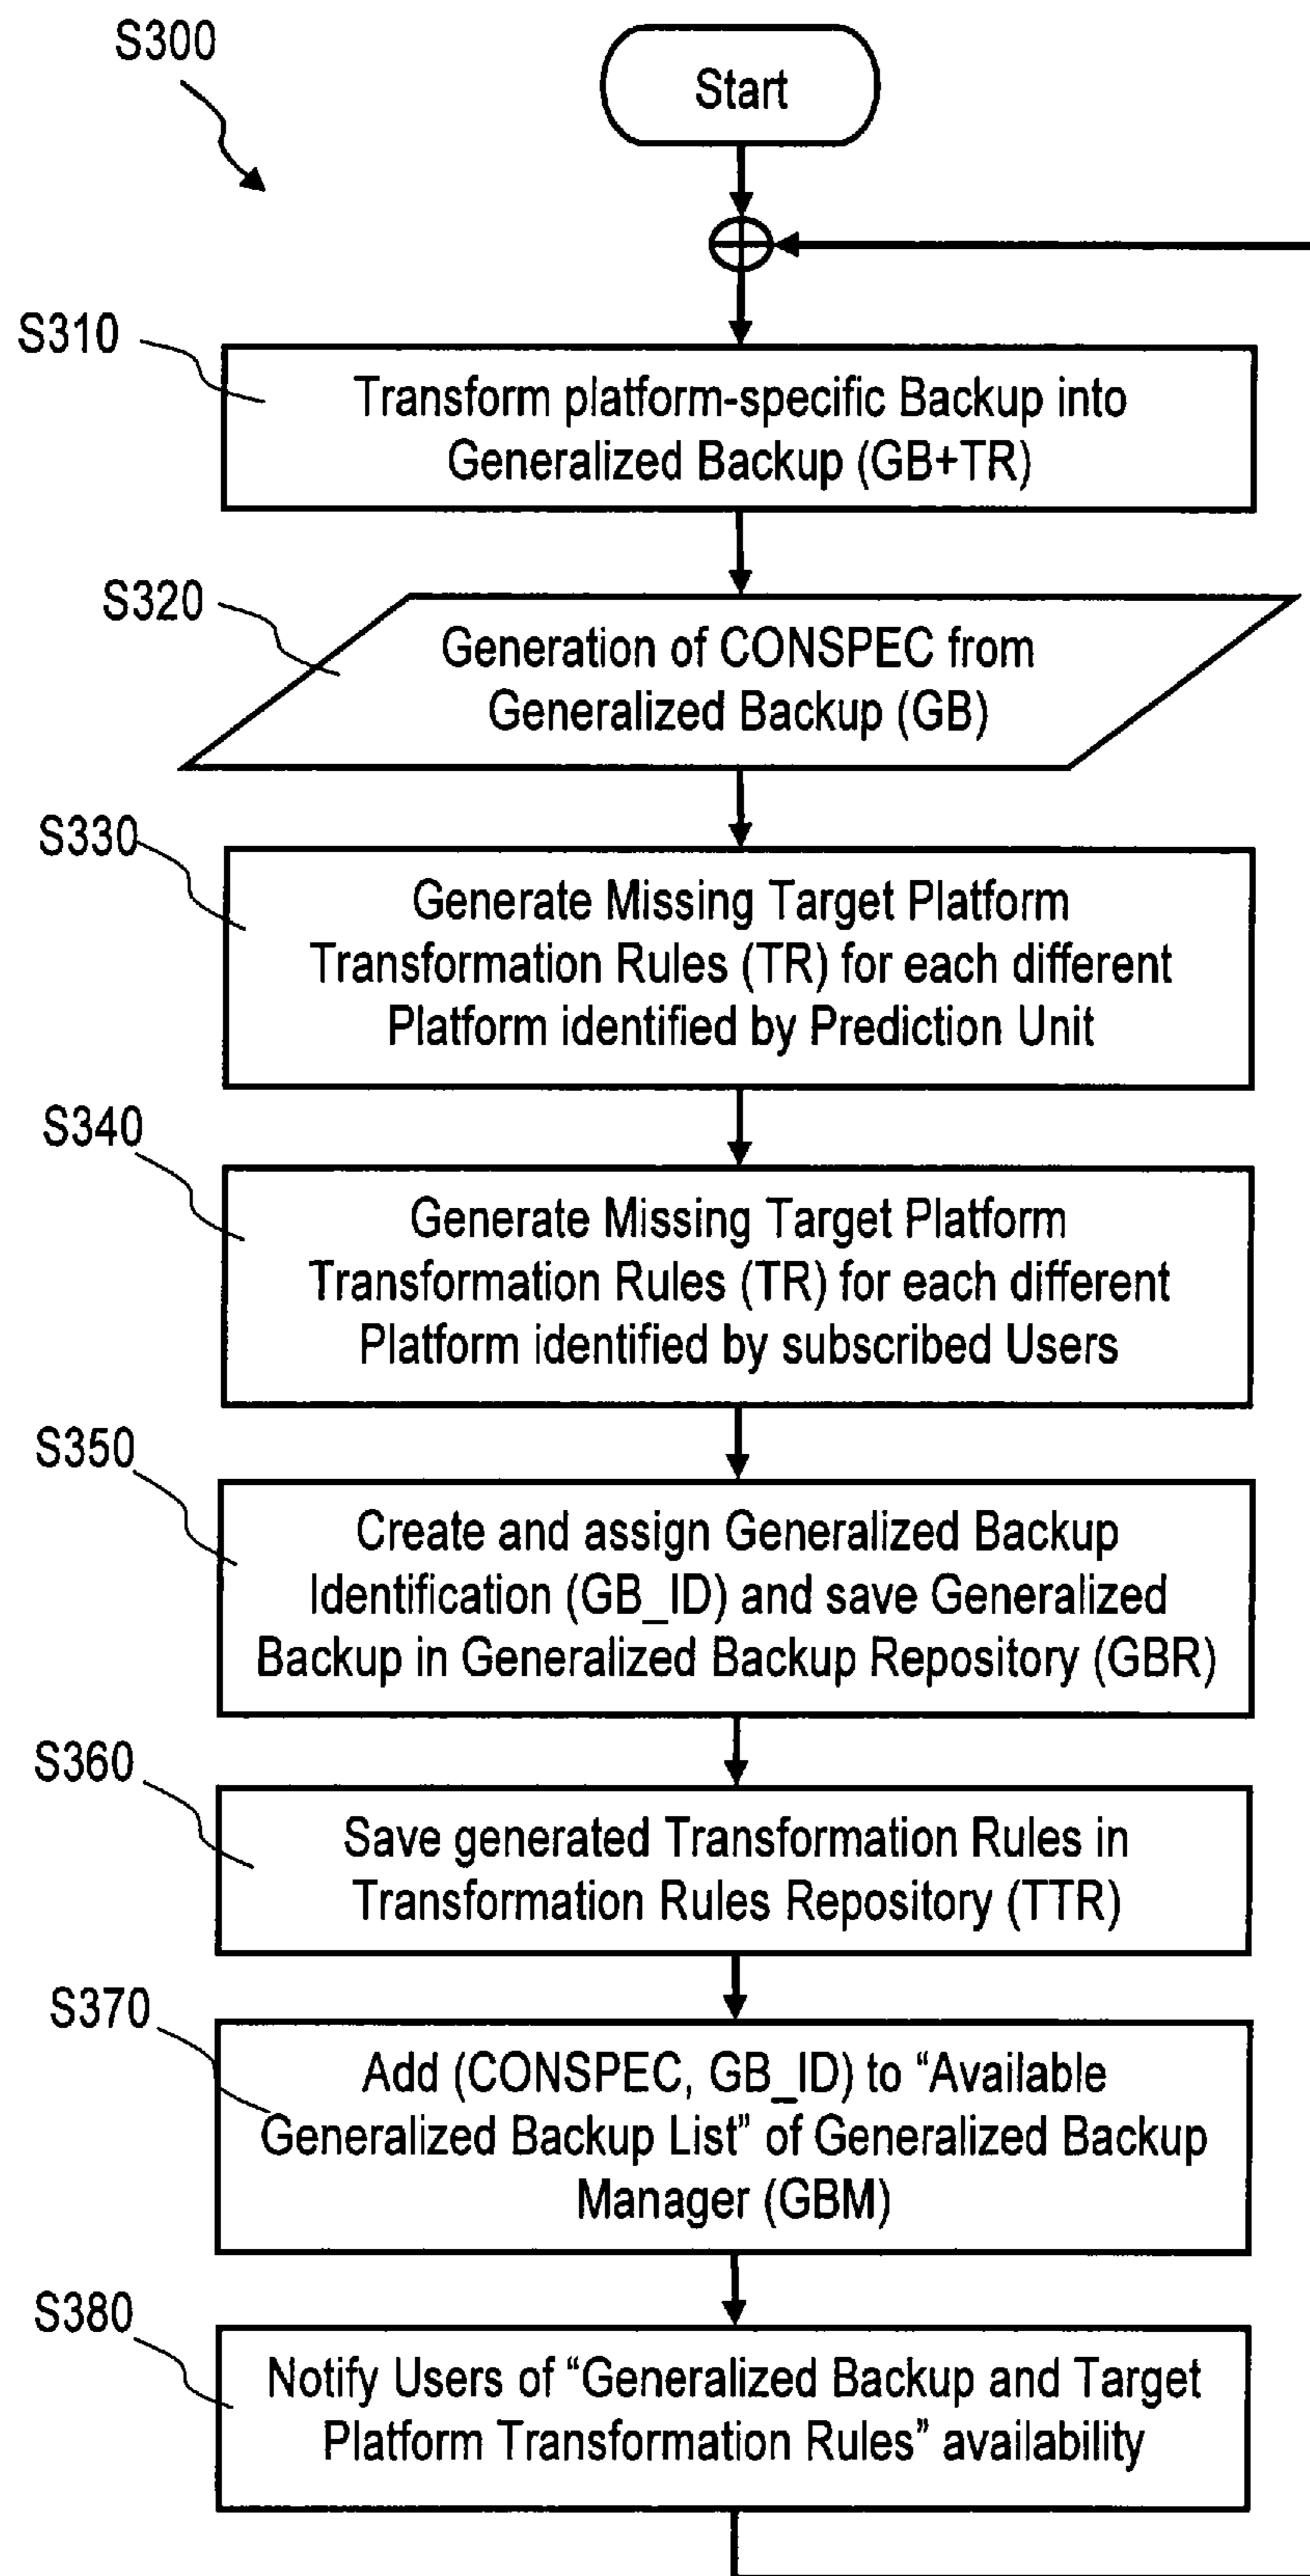 S300
Start
S310
Transform platform-specific Backup into
Generalized Backup (GB+TR)
S320
Generation of CONSPEC from
Generalized Backup (GB)
S330
Generate Missing Target Platform
Transformation Rules (TR) for each different
Platform identified by Prediction Unit
S340
Generate Missing Target Platform
Transformation Rules (TR) for each different
Platform identified by subscribed Users
S350
Create and assign Generalized Backup
Identification (GB_ID) and save Generalized
Backup in Generalized Backup Repository (GBR)
S360
Save generated Transformation Rules in
Transformation Rules Repository (TTR)
S370
Add (CONSPEC, GB_ID) to “Available
Generalized Backup List” of Generalized Backup
Manager (GBM)
S380
Notify Users of “Generalized Backup and Target
Platform Transformation Rules” availability